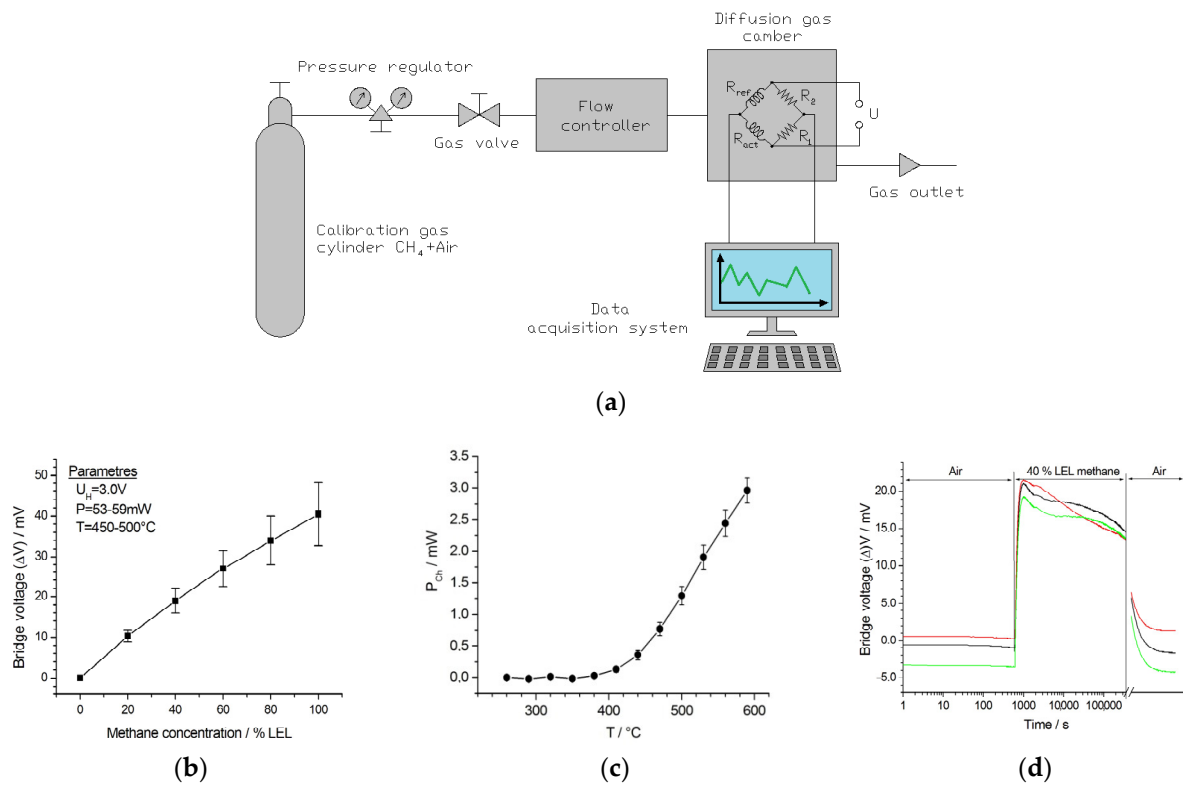 Diffusion gas
camber
Pressure regulator
Gas valve
Flow
controller
R_ref
R_2
R_act
R_1
U
Gas outlet
Calibration gas
cylinder CH_4+Air
Data
acquisition system
(a)
Bridge voltage (ΔV) / mV
50
40
30
20
10
0
Parametres
U_H=3.0V
P=53-59mW
T=450-500°C
0 20 40 60 80 100
Methane concentration / % LEL
(b)
P_Ch / mW
3.5
3.0
2.5
2.0
1.5
1.0
0.5
0.0
300 400 500 600
T / °C
(c)
Bridge voltage (Δ)V / mV
Air 40 % LEL methane Air
20.0
15.0
10.0
5.0
0.0
-5.0
1 10 100 1000 10,000 100,000
Time / s
(d)